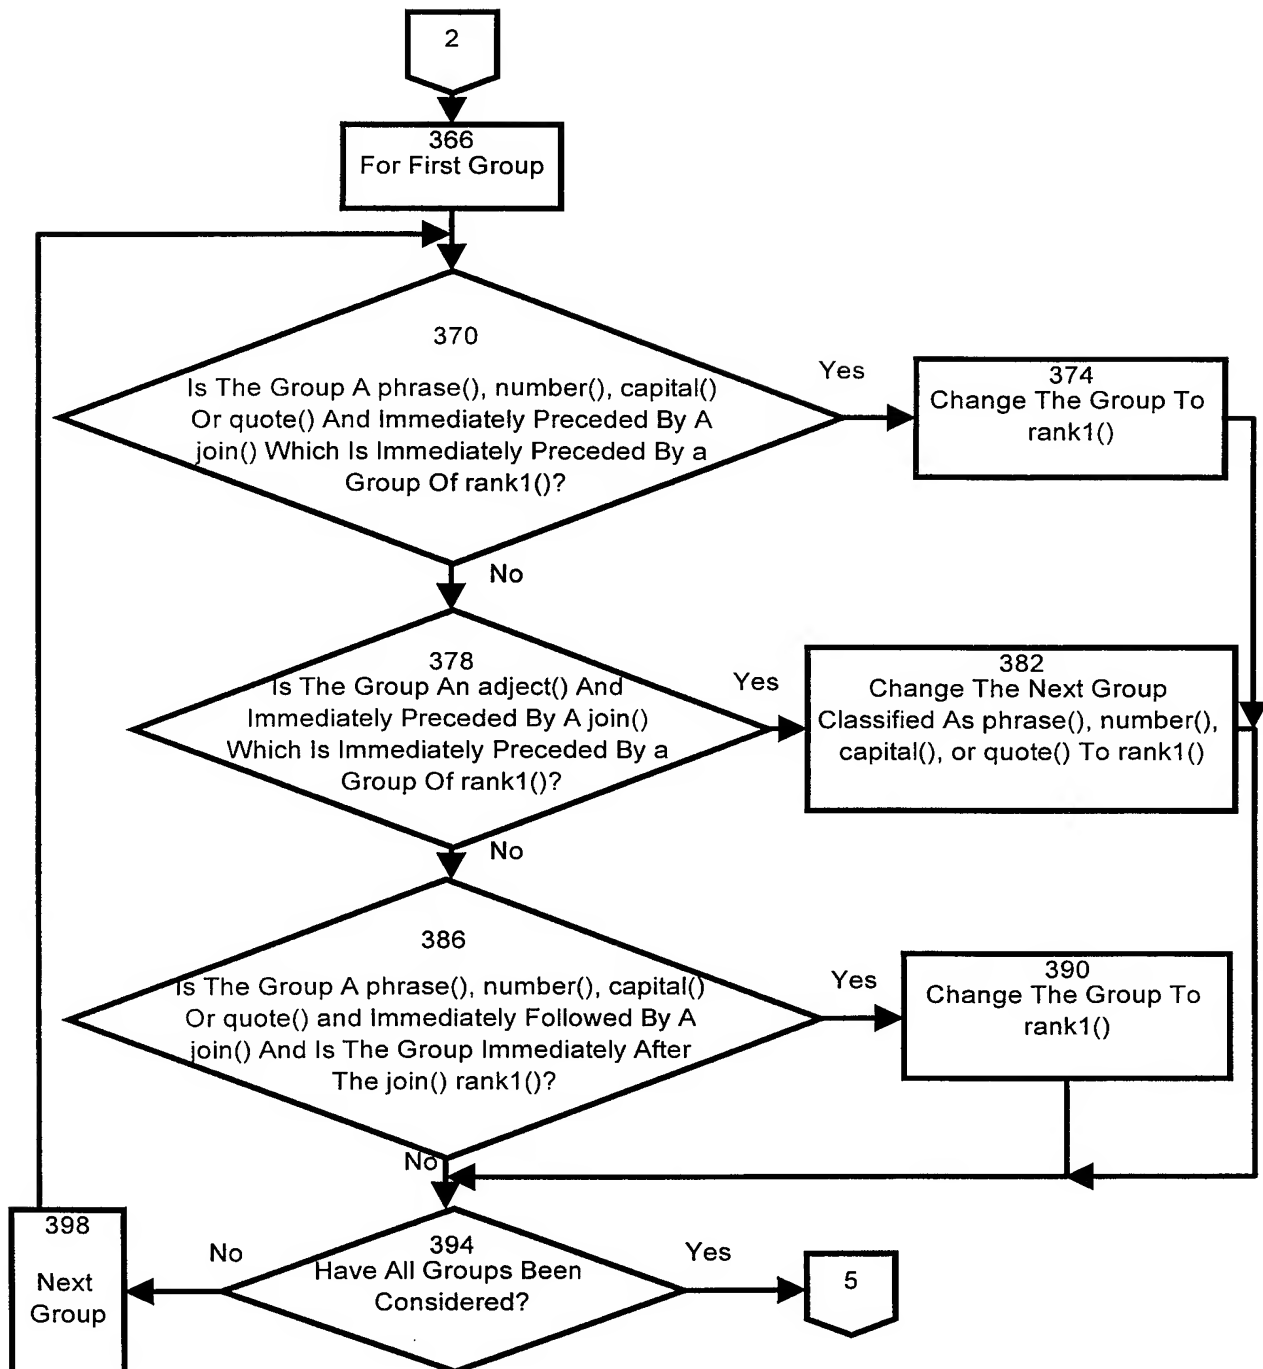 2
366
For First Group
370
Is The Group A phrase(), number(), capital()
Or quote() And Immediately Preceded By A
join() Which Is Immediately Preceded By a
Group Of rank1()?
Yes
374
Change The Group To
rank1()
No
378
Is The Group An adject() And
Immediately Preceded By A join()
Which Is Immediately Preceded By a
Group Of rank1()?
Yes
382
Change The Next Group
Classified As phrase(), number(),
capital(), or quote() To rank1()
No
386
Is The Group A phrase(), number(), capital()
Or quote() and Immediately Followed By A
join() And Is The Group Immediately After
The join() rank1()?
Yes
390
Change The Group To
rank1()
No
394
Have All Groups Been
Considered?
No
398
Next
Group
Yes
5